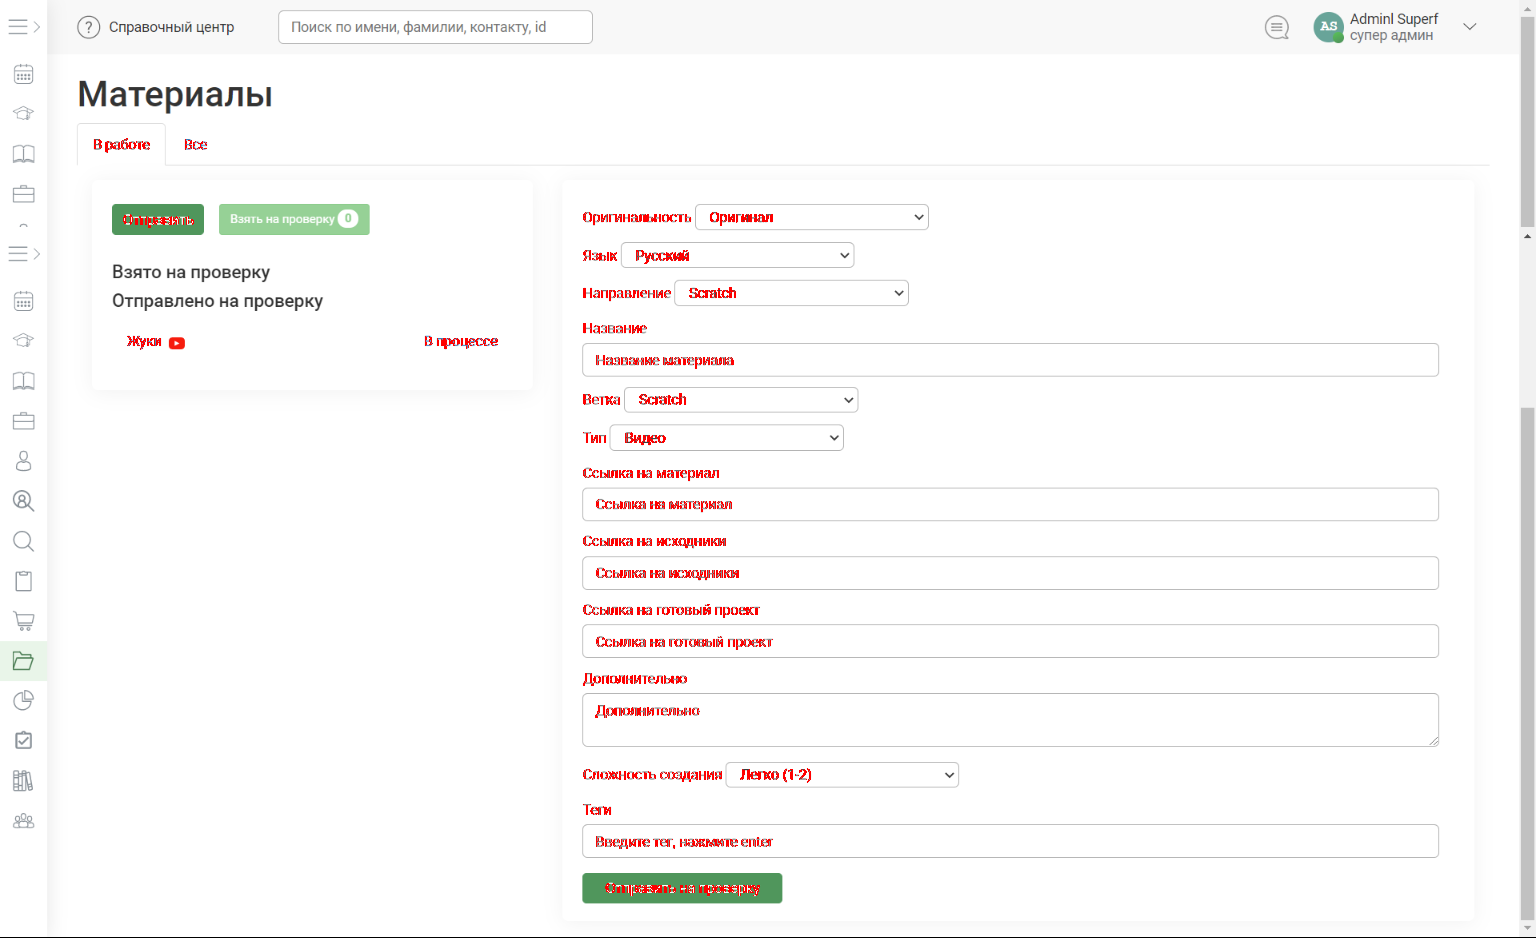 ? Справочный центр
Поиск по имени, фамилии, контакту, id
AS
Adminl Superf
супер админ
Материалы
В работе
Все
Отправить
Взять на проверку 0
Взято на проверку
Отправлено на проверку
Жуки
В процессе
Оригинальность Оригинал
Язык Русский
Направление Scratch
Название
Название материала
Ветка Scratch
Тип Видео
Ссылка на материал
Ссылка на материал
Ссылка на исходники
Ссылка на исходники
Ссылка на готовый проект
Ссылка на готовый проект
Дополнительно
Дополнительно
Сложность создания Легко (1-2)
Теги
Введите тег, нажмите enter
Отправить на проверку